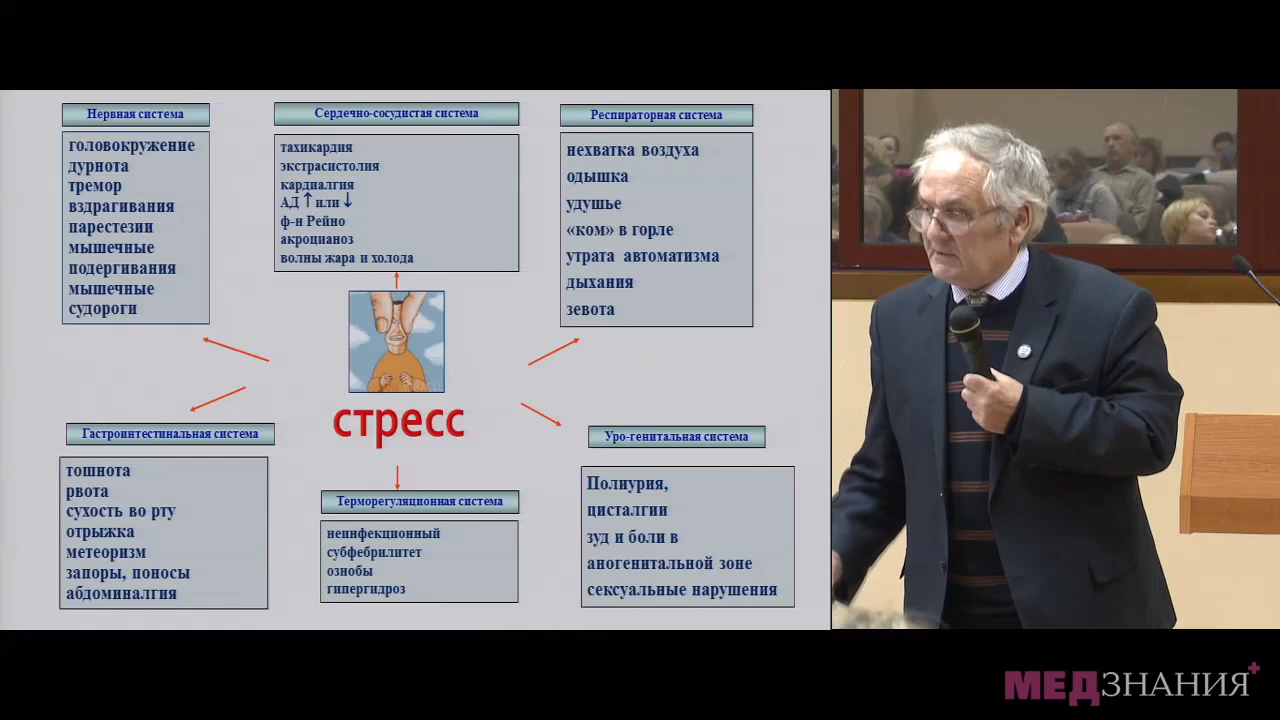 Нервная система
головокружение
дурнота
тремор
вздрагивания
парестезии
мышечные
подергивания
мышечные
судороги
Сердечно-сосудистая система
тахикардия
экстрасистолия
кардиалгия
АД ↑ или ↓
ф-н Рейно
акроцианоз
волны жара и холода
Респираторная система
нехватка воздуха
одышка
удушье
«ком» в горле
утрата автоматизма
дыхания
зевота
стресс
Гастроинтестинальная система
тошнота
рвота
сухость во рту
отрыжка
метеоризм
запоры, поносы
абдоминалгия
Терморегуляционная система
неинфекционный
субфебрилитет
ознобы
гипергидроз
Уро-генитальная система
Полиурия,
цисталгии
зуд и боли в
аногенитальной зоне
сексуальные нарушения
МЕДЗНАНИЯ+